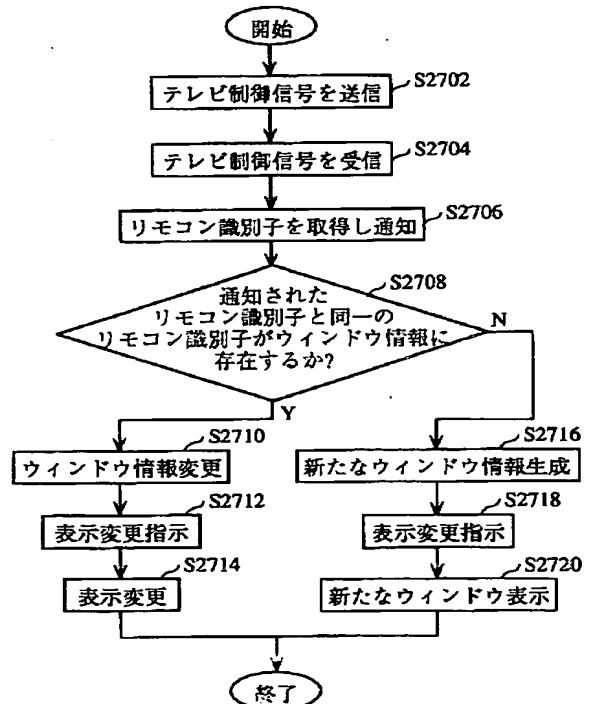 開始
テレビ制御信号を送信
S2702
テレビ制御信号を受信
S2704
リモコン識別子を取得し通知
S2706
S2708
通知された
リモコン識別子と同一の
リモコン識別子がウィンドウ情報に
存在するか?
N
Y
S2710
ウィンドウ情報変更
S2712
表示変更指示
S2714
表示変更
S2716
新たなウィンドウ情報生成
S2718
表示変更指示
S2720
新たなウィンドウ表示
終了